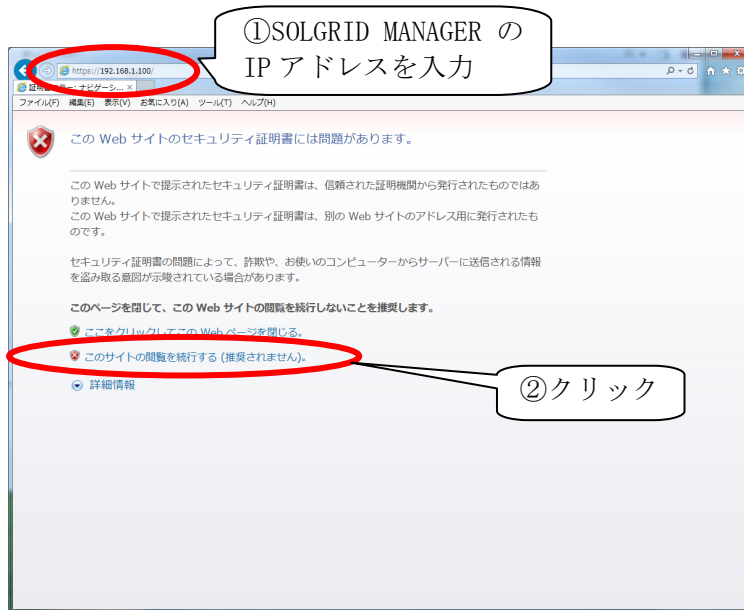 ①SOLGRID MANAGER の
IP アドレスを入力
https://192.168.1.100/
ファイル(F) 編集(E) 表示(V) お気に入り(A) ツール(T) ヘルプ(H)
この Web サイトのセキュリティ証明書には問題があります。
この Web サイトで提示されたセキュリティ証明書は、信頼された証明機関から発行されたものではあ
りません。
この Web サイトで提示されたセキュリティ証明書は、別の Web サイトのアドレス用に発行されたも
のです。
セキュリティ証明書の問題によって、詐欺や、お使いのコンピューターからサーバーに送信される情報
を盗み取る意図が示唆されている場合があります。
このページを閉じて、この Web サイトの閲覧を続行しないことを推奨します。
ここをクリックしてこの Web ページを閉じる。
このサイトの閲覧を続行する (推奨されません)。
②クリック
詳細情報